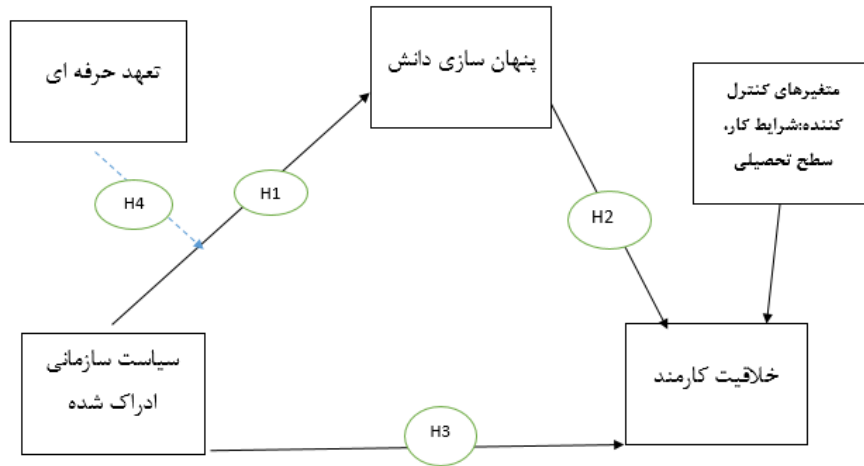 تعهد حرفه ای
پنهان سازی دانش
متغیرهای کنترل
کننده:شرایط کار،
سطح تحصیلی
H4
H1
H2
سیاست سازمانی
ادراک شده
خلاقیت کارمند
H3